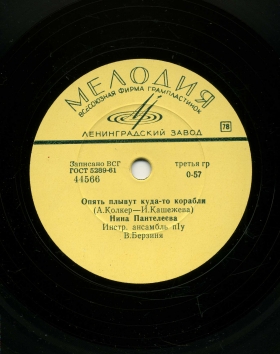 МЕЛОДИЯ
ВСЕСОЮЗНАЯ ФИРМА ГРАМПЛАСТИНОК
ЛЕНИНГРАДСКИЙ ЗАВОД
78
Записано ВСГ третья гр
ГОСТ 5289-61 0-57
44566
Опять плывут куда-то корабли
(А.Колкер—И.Кашежева)
Нина Пантелеева
Инстр. ансамбль п/у
В.Берзиня